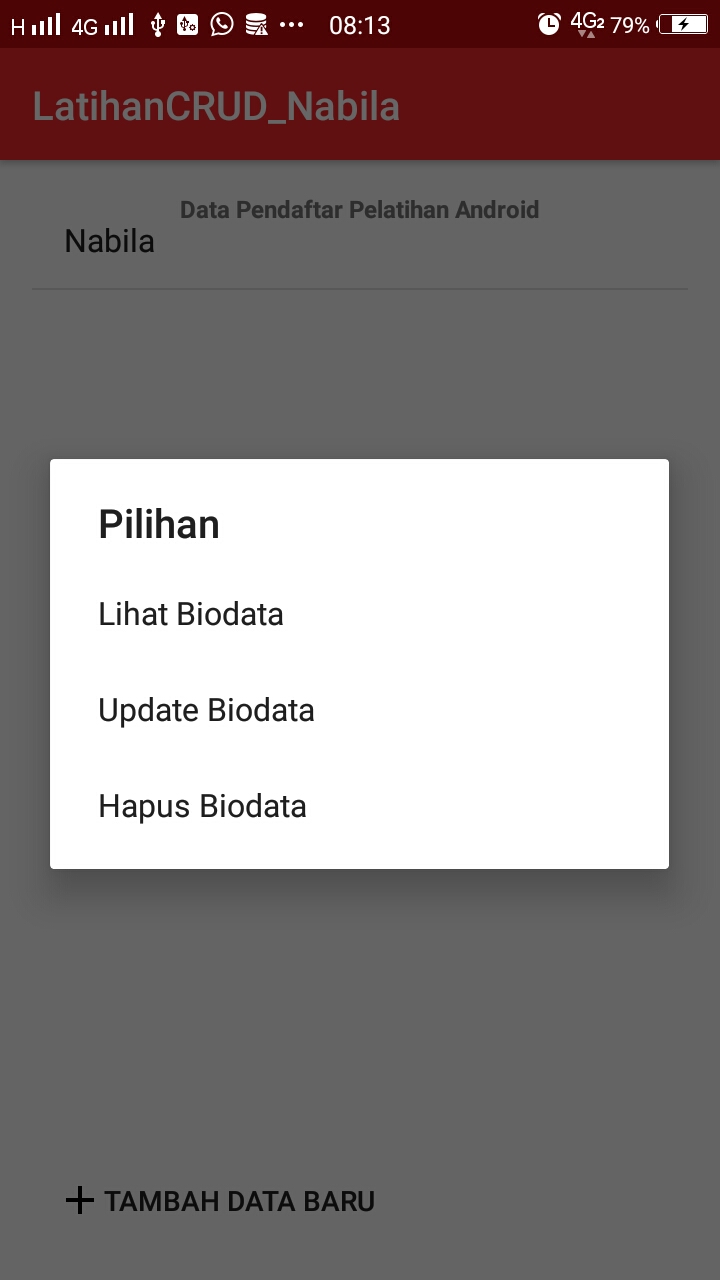 H 4G 08:13 4G2 79%
LatihanCRUD_Nabila
Data Pendaftar Pelatihan Android
Nabila
Pilihan
Lihat Biodata
Update Biodata
Hapus Biodata
TAMBAH DATA BARU